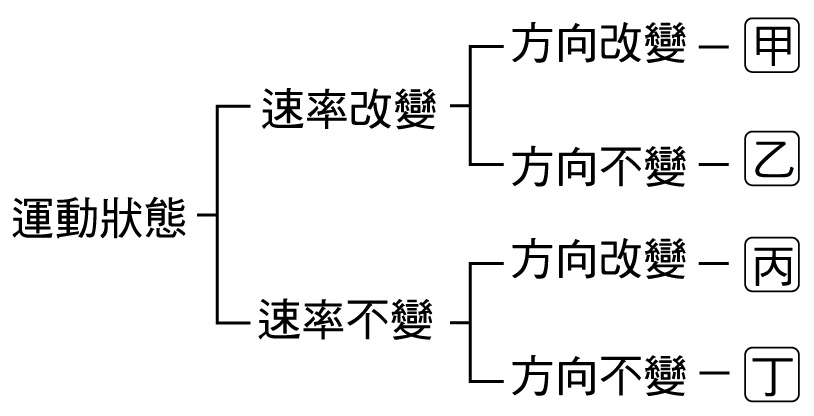 方向改變 甲
速率改變
方向不變 乙
運動狀態
方向改變 丙
速率不變
方向不變 丁